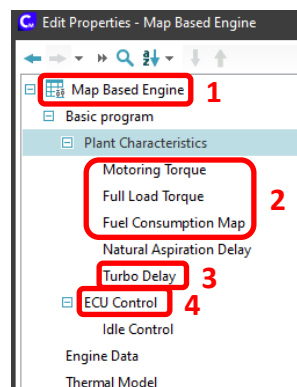 Edit Properties - Map Based Engine
Map Based Engine 1
Basic program
Plant Characteristics
Motoring Torque
Full Load Torque 2
Fuel Consumption Map
Natural Aspiration Delay
Turbo Delay 3
ECU Control 4
Idle Control
Engine Data
Thermal Model